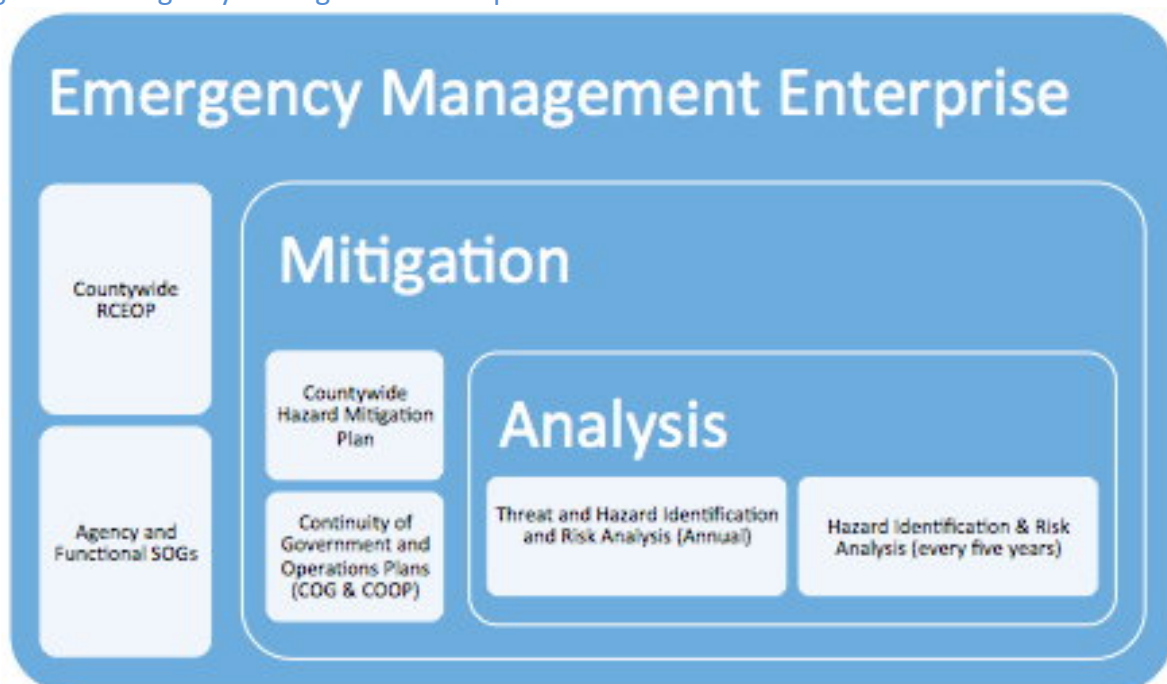 Emergency Management Enterprise
Countywide
RCEOP
Agency and
Functional SOGs
Mitigation
Countywide
Hazard Mitigation
Plan
Continuity of
Government and
Operations Plans
(COG & COOP)
Analysis
Threat and Hazard Identification
and Risk Analysis (Annual)
Hazard Identification & Risk
Analysis (every five years)